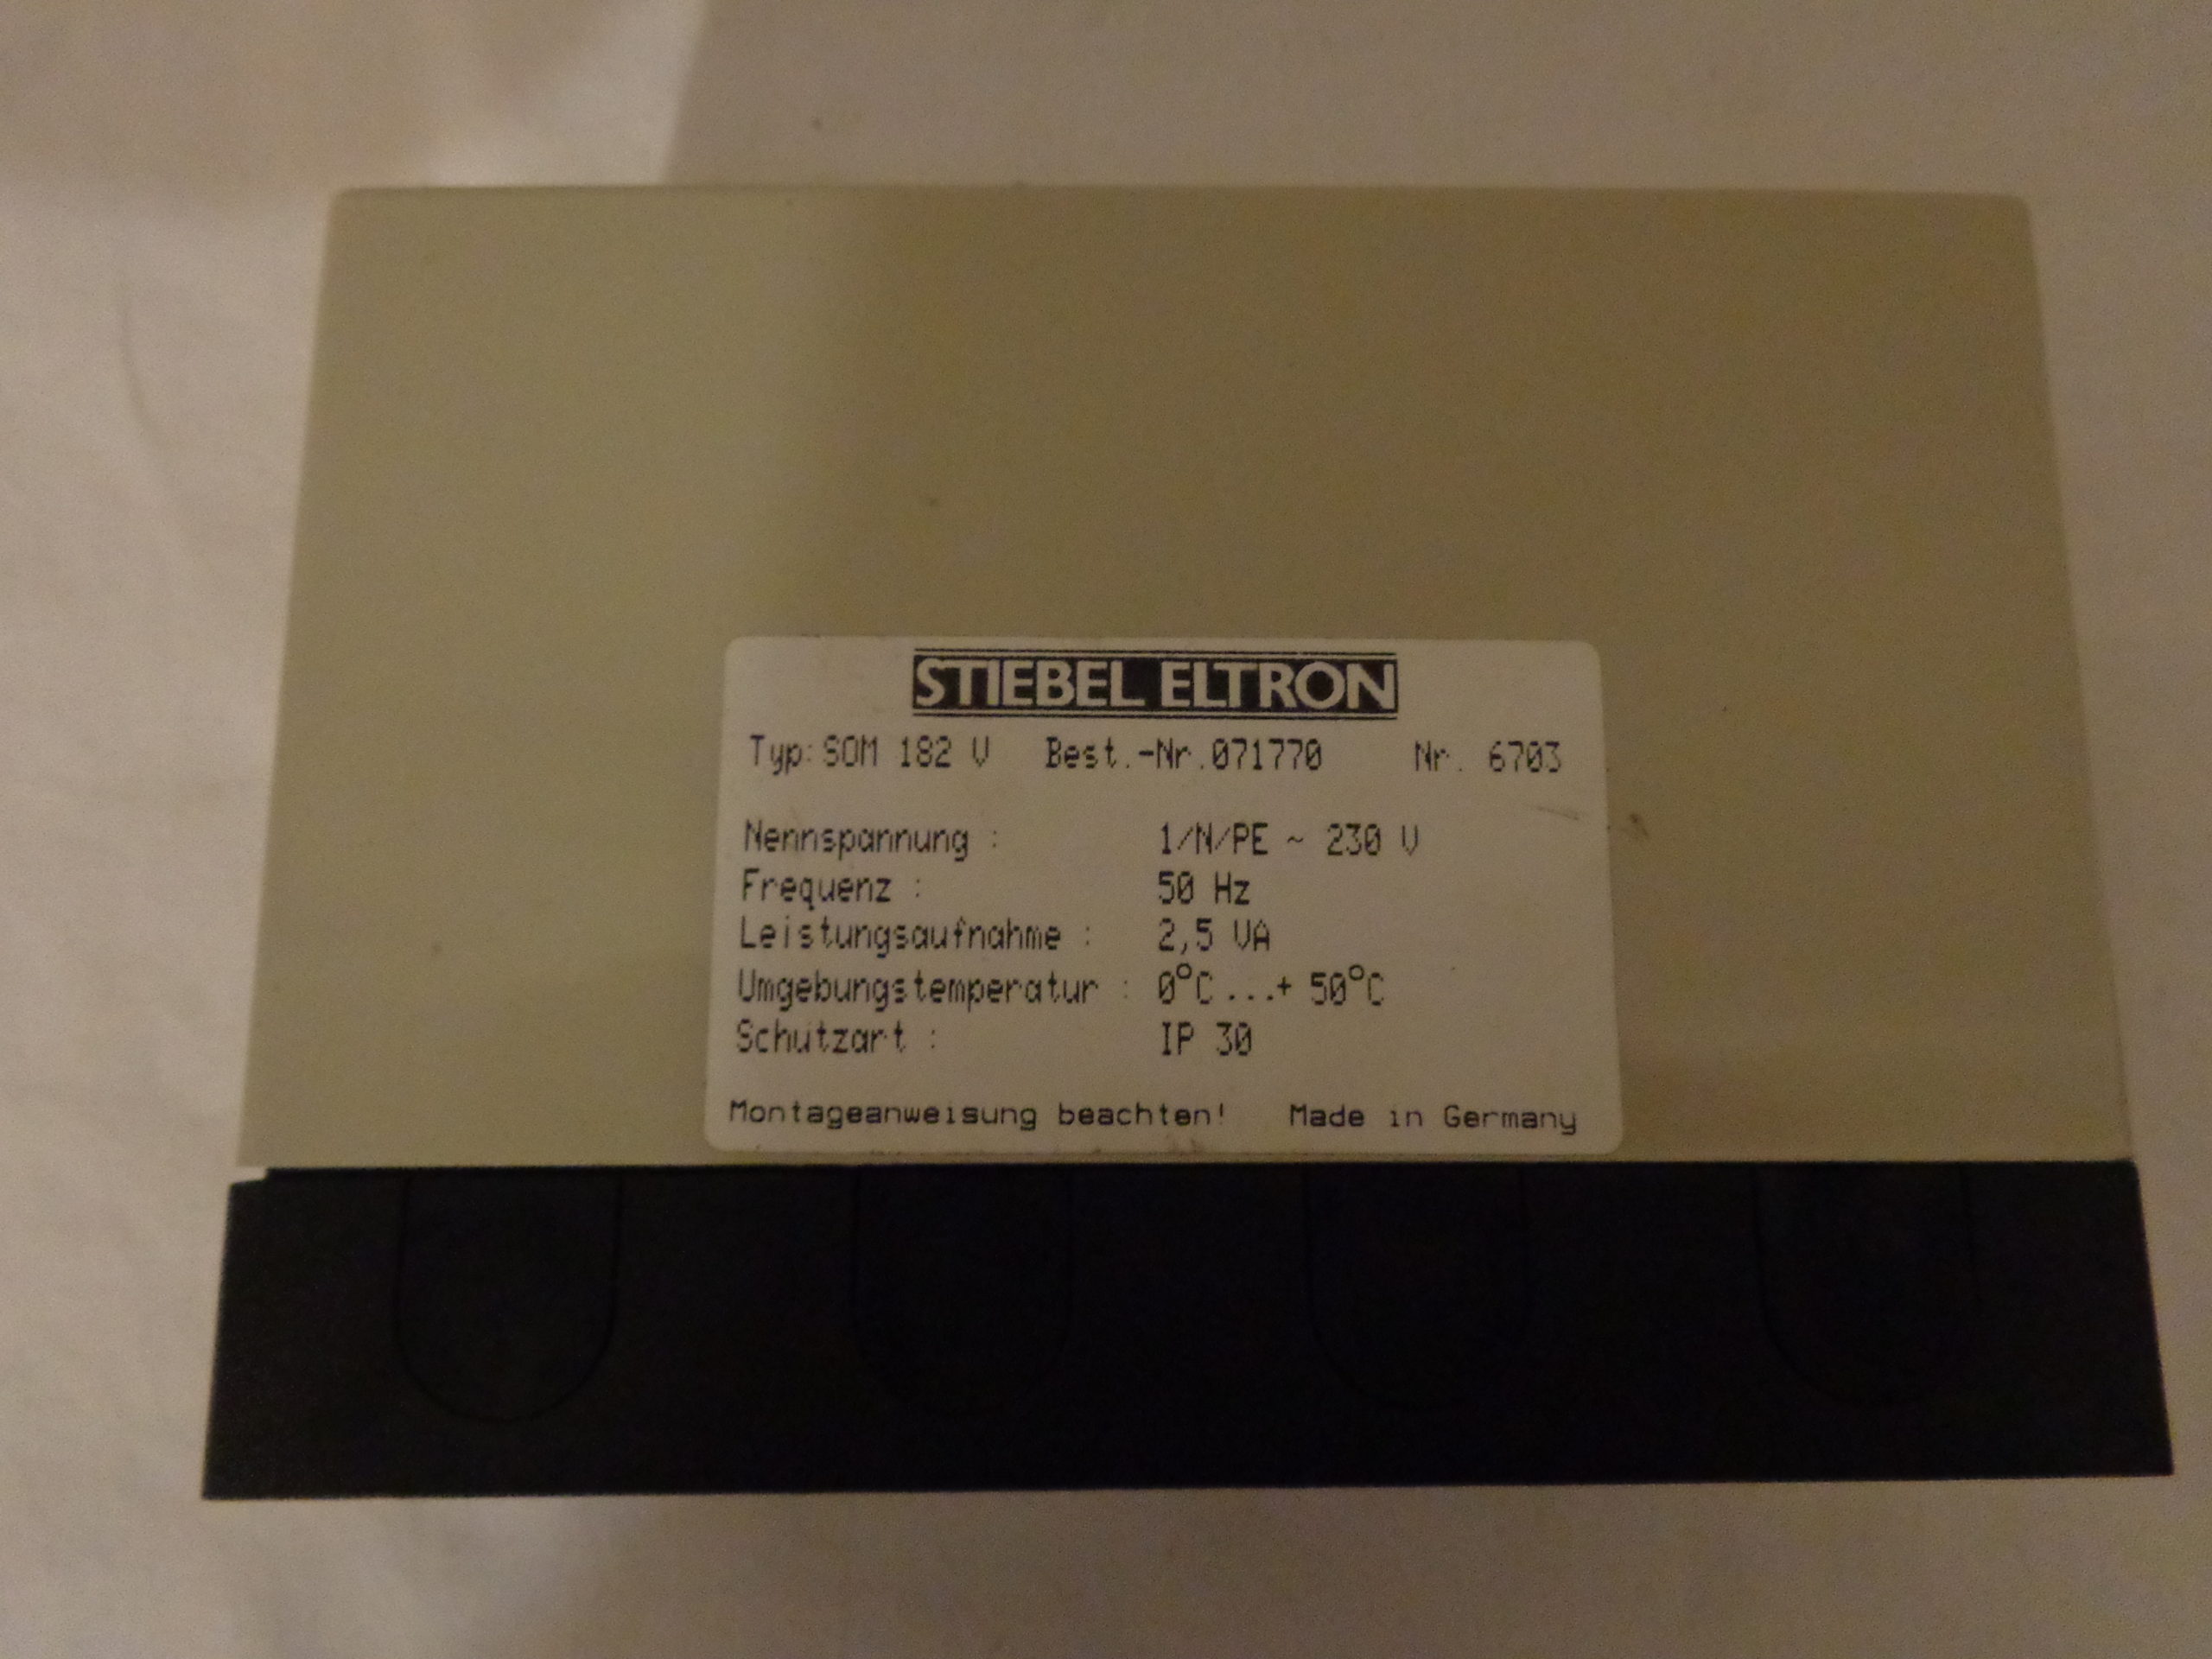 STIEBEL ELTRON
Typ: SOM 182 V Best.-Nr.071770 Nr. 6703
Nennspannung : 1/N/PE ~ 230 V
Frequenz : 50 Hz
Leistungsaufnahme : 2,5 VA
Umgebungstemperatur : 0°C ...+ 50°C
Schutzart : IP 30
Montageanweisung beachten! Made in Germany